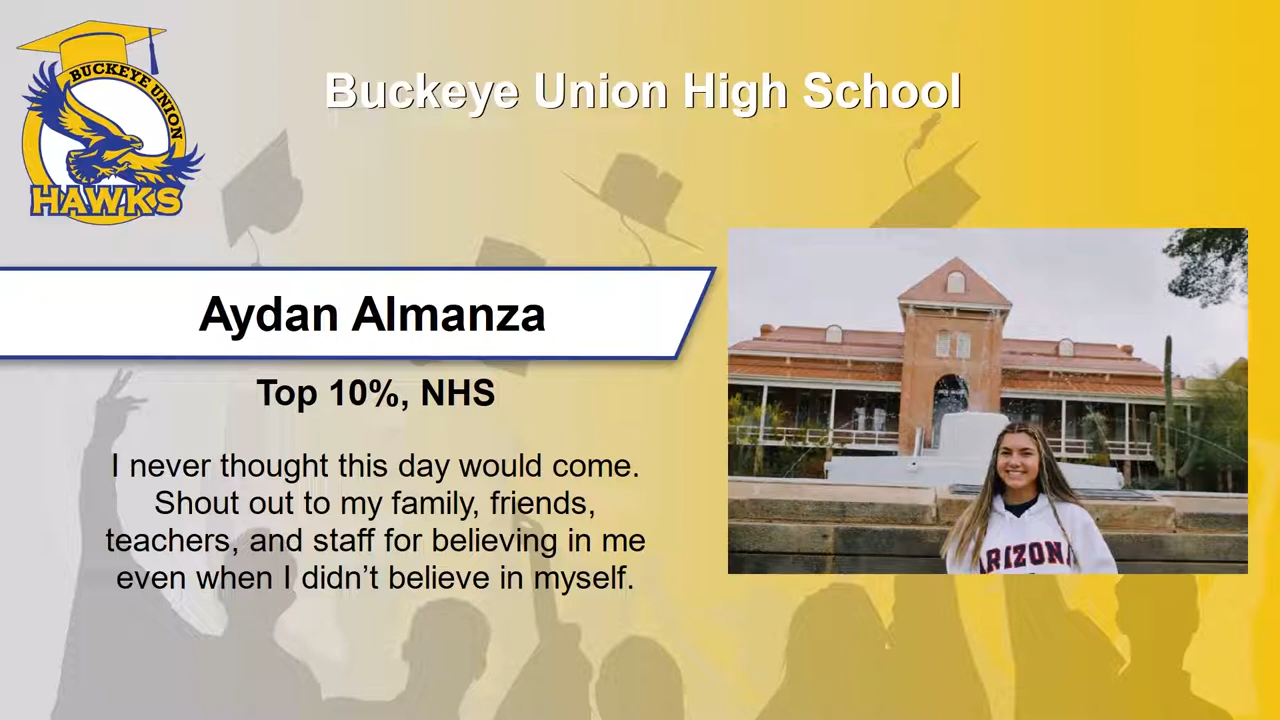 BUCKEYE UNION
HAWKS
Buckeye Union High School
Aydan Almanza
Top 10%, NHS
I never thought this day would come.
Shout out to my family, friends,
teachers, and staff for believing in me
even when I didn’t believe in myself.
ARIZONA